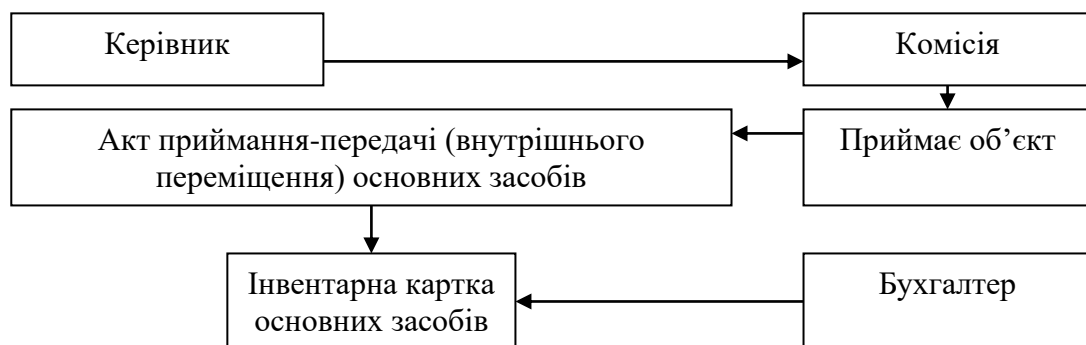 Керівник
Комісія
Акт приймання-передачі (внутрішнього
переміщення) основних засобів
Приймає об’єкт
Інвентарна картка
основних засобів
Бухгалтер